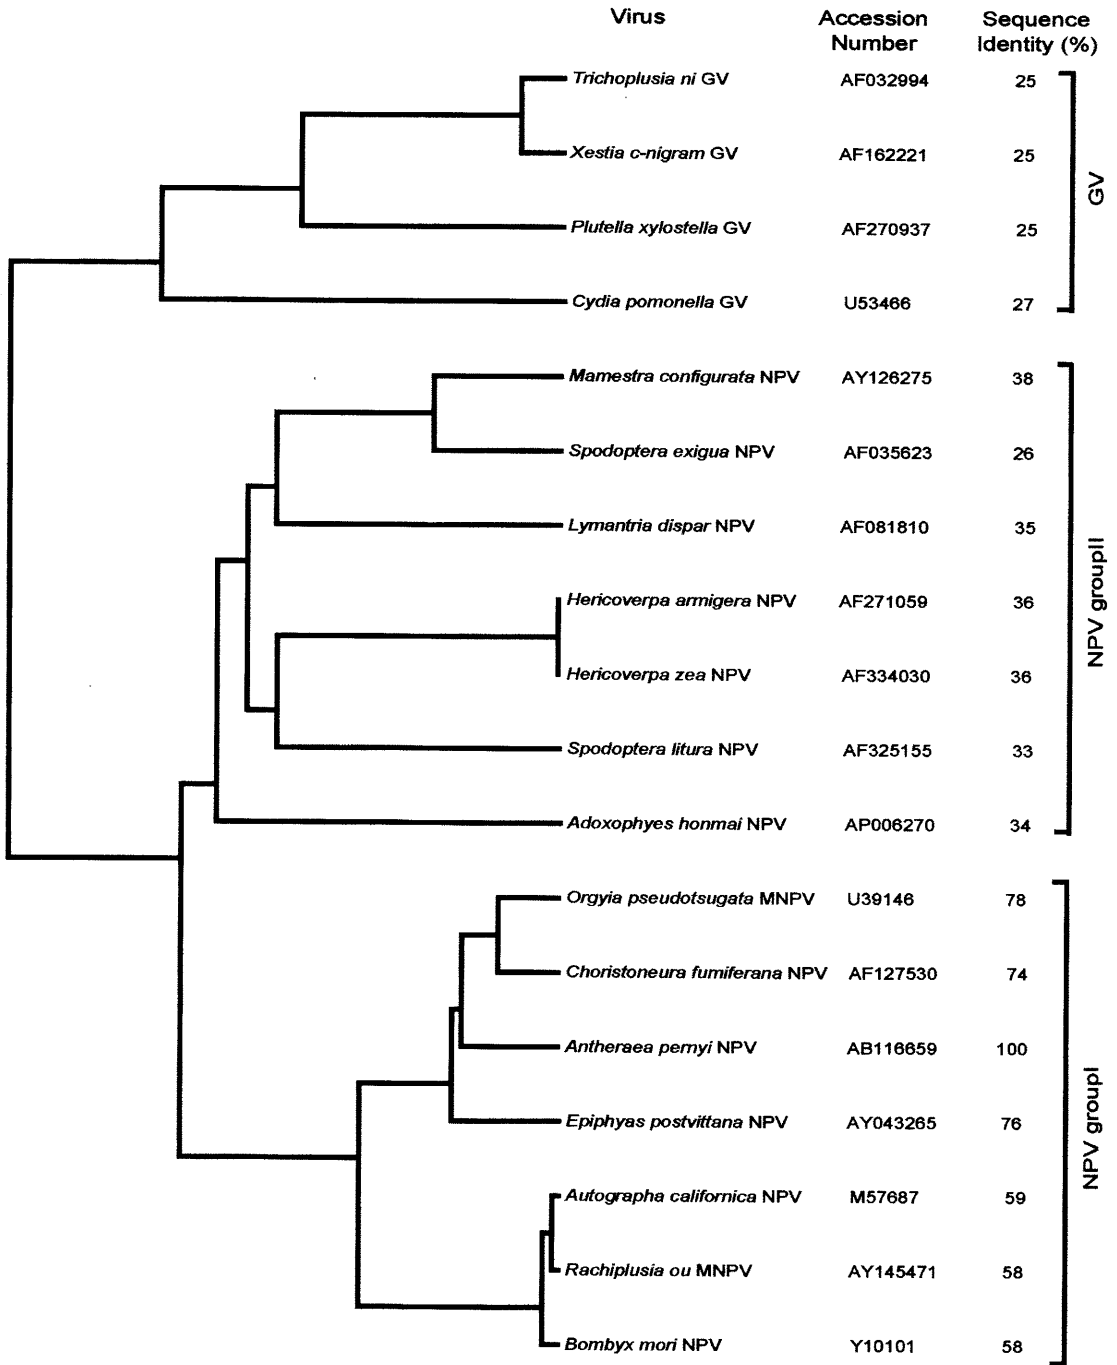 Virus Accession Number Sequence Identity (%)
Trichoplusia ni GV AF032994 25
Xestia c-nigram GV AF162221 25
Plutella xylostella GV AF270937 25
Cydia pomonella GV U53466 27
GV
Mamestra configurata NPV AY126275 38
Spodoptera exigua NPV AF035623 26
Lymantria dispar NPV AF081810 35
Hericoverpa armigera NPV AF271059 36
Hericoverpa zea NPV AF334030 36
Spodoptera litura NPV AF325155 33
Adoxophyes honmai NPV AP006270 34
NPV groupII
Orgyia pseudotsugata MNPV U39146 78
Choristoneura fumiferana NPV AF127530 74
Antheraea pernyi NPV AB116659 100
Epiphyas postvittana NPV AY043265 76
Autographa californica NPV M57687 59
Rachiplusia ou MNPV AY145471 58
Bombyx mori NPV Y10101 58
NPV groupI